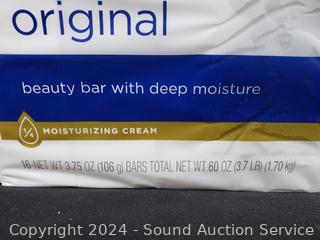 original
beauty bar with deep moisture
1/4 MOISTURIZING CREAM
16-NET WT 3.75 OZ (106 g) BARS TOTAL NET WT 60 OZ (3.7 LB) (1.70 kg)
Copyright 2024 - Sound Auction Service